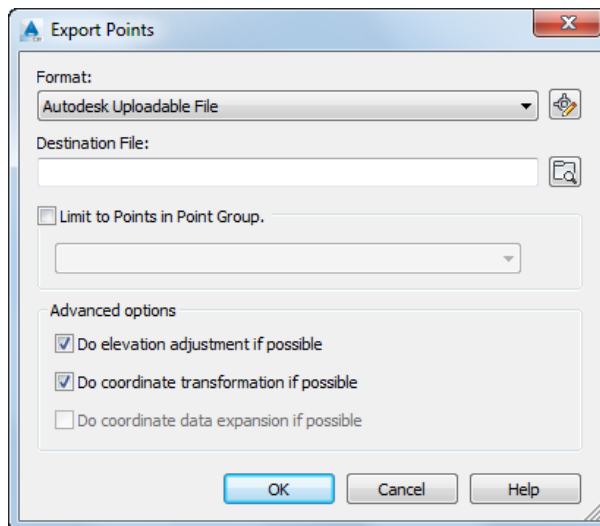 Export Points
Format:
Autodesk Uploadable File
Destination File:
Limit to Points in Point Group.
Advanced options
Do elevation adjustment if possible
Do coordinate transformation if possible
Do coordinate data expansion if possible
OK Cancel Help